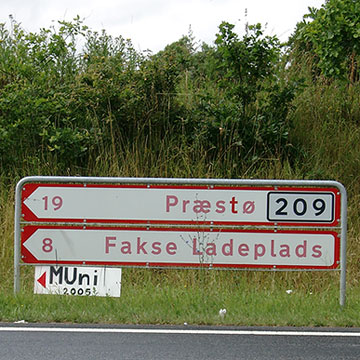 19 Præstø 209
8 Fakse Ladeplads
MUni
2005